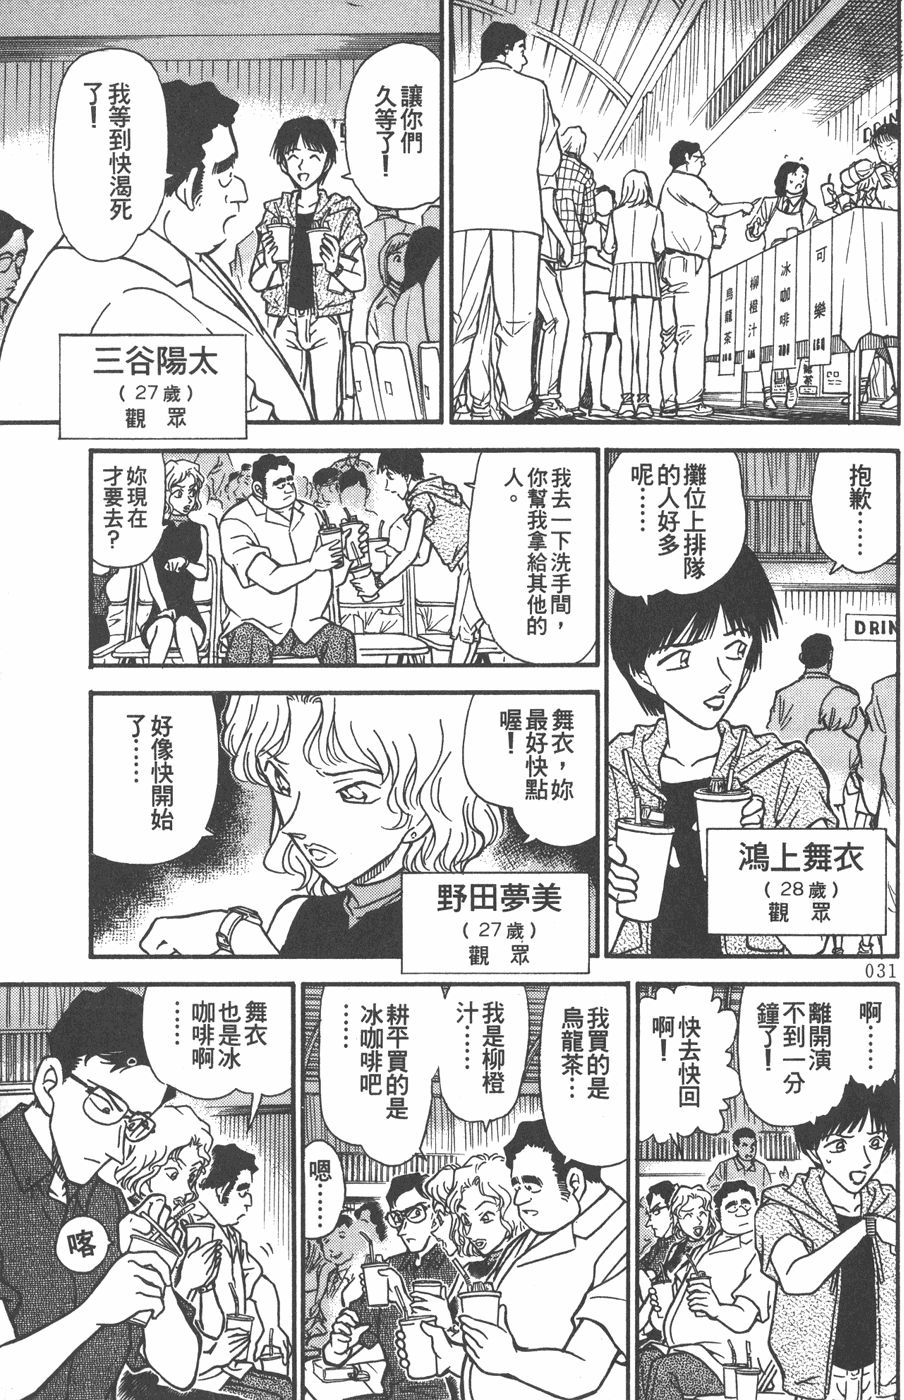 DRIN
可樂
冰咖啡
柳橙汁
烏龍茶
讓你們
久等了！
我等到快渴死
了！
三谷陽太
(27歲)
觀眾
抱歉……
攤位上排隊
的人好多
呢……
DRIN
鴻上舞衣
(28歲)
觀眾
我去一下洗手間，
你幫我拿給其他的
人。
妳現在
才要去？
舞衣，妳
最好快點
喔！
好像快開始
了……
野田夢美
(27歲)
觀眾
031
啊……
離開演
不到一分
鐘了！
快去快回
啊！
我買的是
烏龍茶…
我是柳橙
汁……
耕平買的是
冰咖啡吧
……
嗯……
舞衣
也是冰
咖啡啊
……
喀